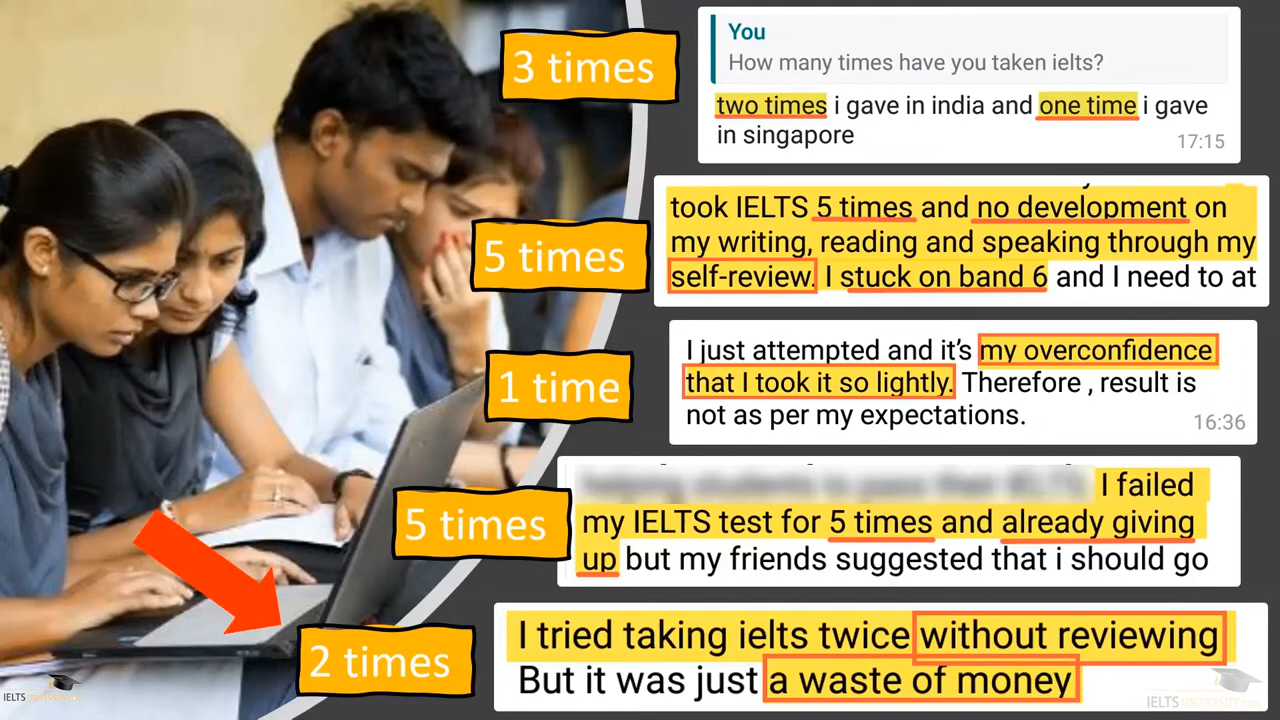 3 times
You
How many times have you taken ielts?
two times i gave in india and one time i gave
in singapore
17:15
5 times
took IELTS 5 times and no development on
my writing, reading and speaking through my
self-review. I stuck on band 6 and I need to at
1 time
I just attempted and it's my overconfidence
that I took it so lightly. Therefore , result is
not as per my expectations.
16:36
5 times
I failed
my IELTS test for 5 times and already giving
up but my friends suggested that i should go
2 times
I tried taking ielts twice without reviewing
But it was just a waste of money
IELTS UNIVERSITY
IELTS UNIVERSITY